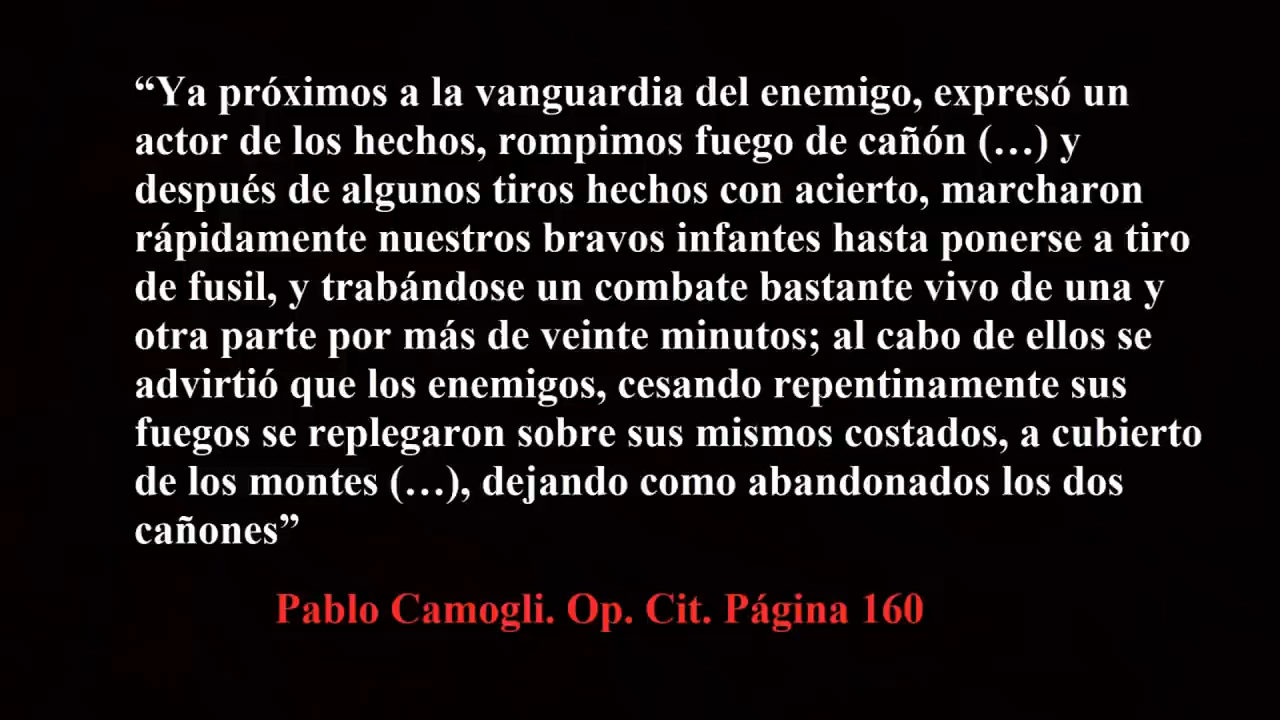 “Ya próximos a la vanguardia del enemigo, expresó un
actor de los hechos, rompimos fuego de cañón (…) y
después de algunos tiros hechos con acierto, marcharon
rápidamente nuestros bravos infantes hasta ponerse a tiro
de fusil, y trabándose un combate bastante vivo de una y
otra parte por más de veinte minutos; al cabo de ellos se
advirtió que los enemigos, cesando repentinamente sus
fuegos se replegaron sobre sus mismos costados, a cubierto
de los montes (…), dejando como abandonados los dos
cañones”
Pablo Camogli. Op. Cit. Página 160